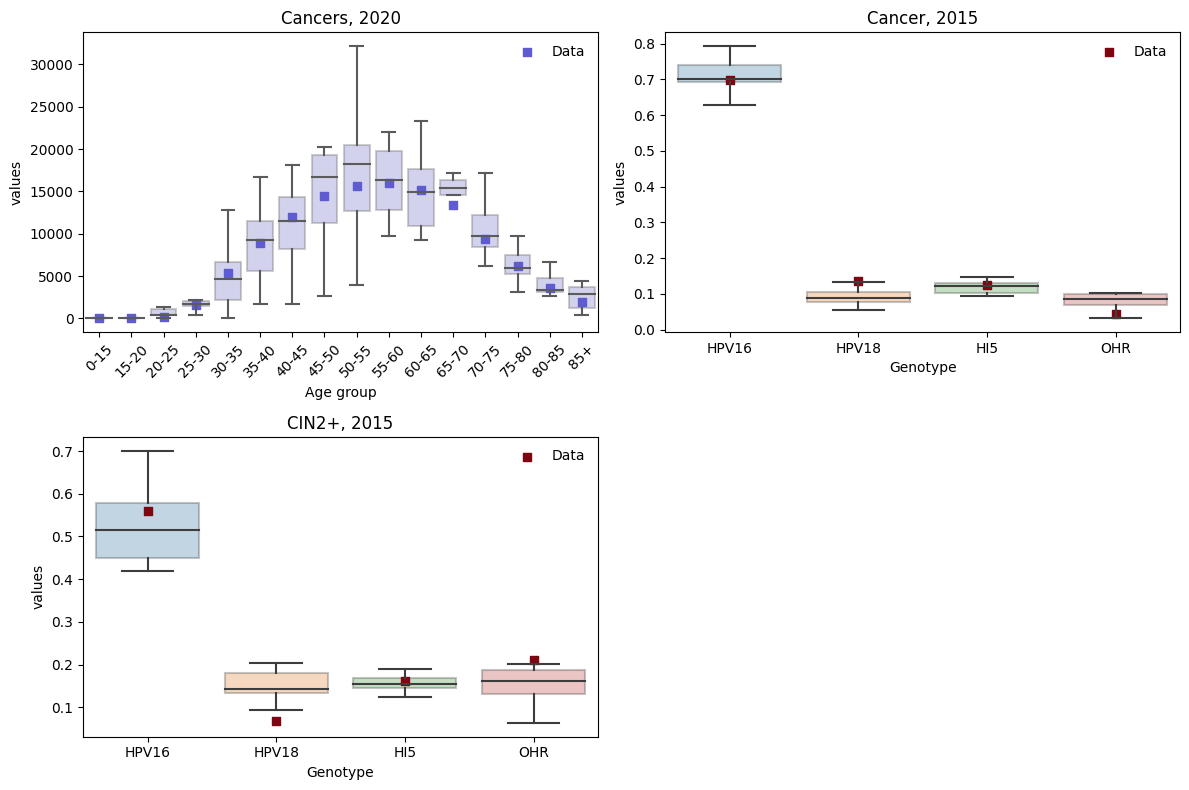 Cancers, 2020
values
30000
25000
20000
15000
10000
5000
0
Data
0-15
15-20
20-25
25-30
30-35
35-40
40-45
45-50
50-55
55-60
60-65
65-70
70-75
75-80
80-85
85+
Age group
Cancer, 2015
values
0.8
0.7
0.6
0.5
0.4
0.3
0.2
0.1
0.0
Data
HPV16
HPV18
HI5
OHR
Genotype
CIN2+, 2015
values
0.7
0.6
0.5
0.4
0.3
0.2
0.1
Data
HPV16
HPV18
HI5
OHR
Genotype